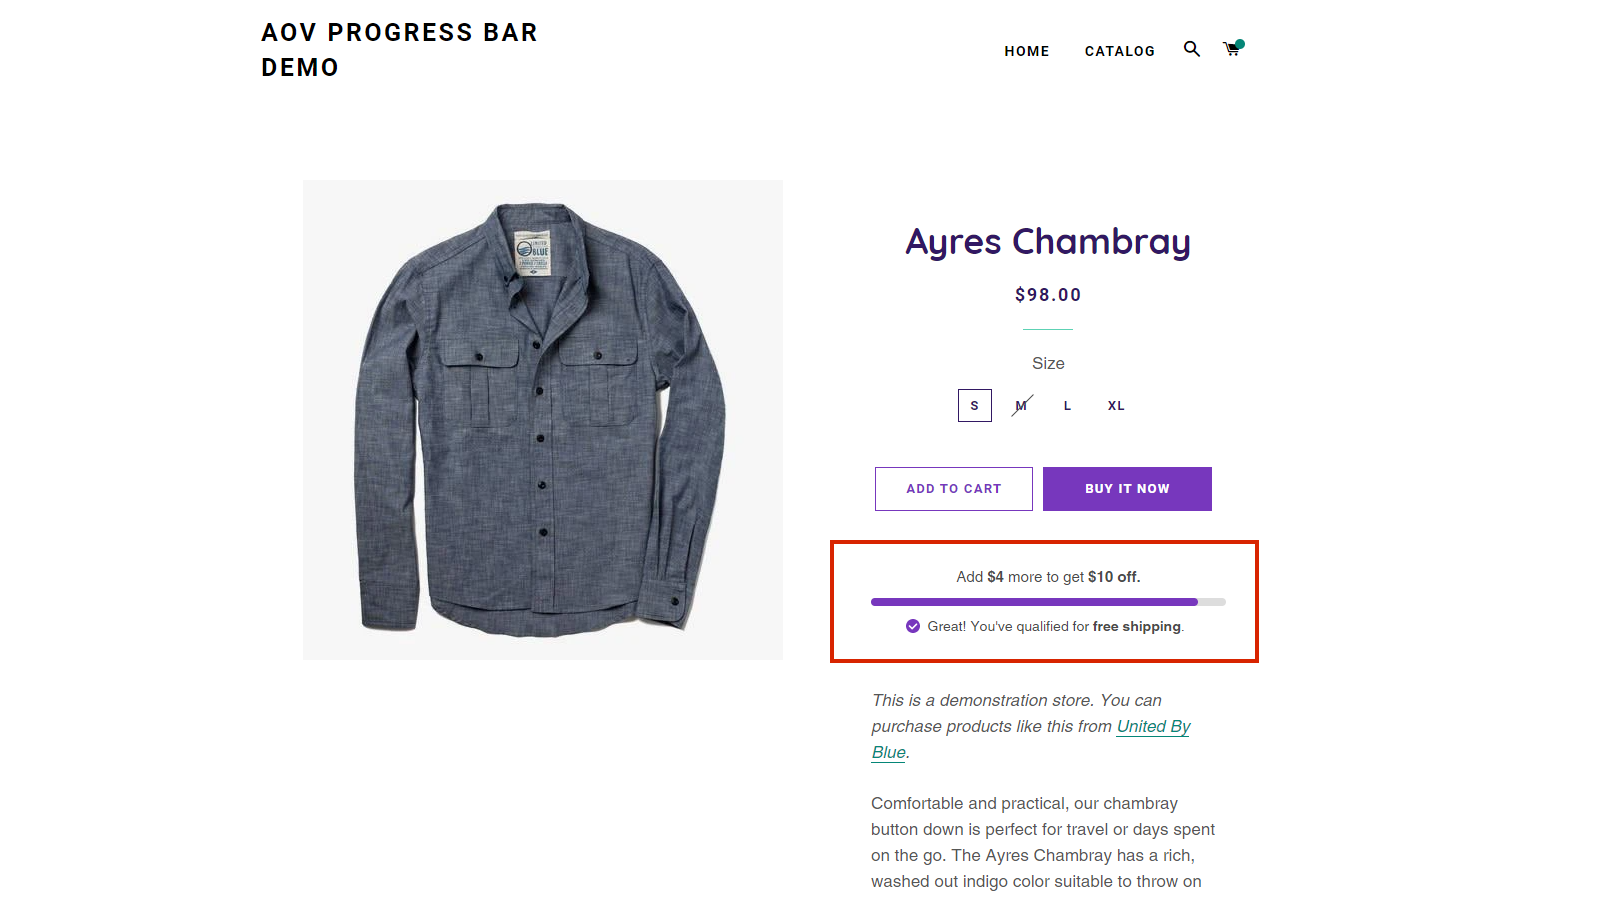 AOV PROGRESS BAR
DEMO
HOME CATALOG
BLUE
Ayres Chambray
$98.00
Size
S M L XL
ADD TO CART BUY IT NOW
Add $4 more to get $10 off.
Great! You've qualified for free shipping.
This is a demonstration store. You can
purchase products like this from United By
Blue.
Comfortable and practical, our chambray
button down is perfect for travel or days spent
on the go. The Ayres Chambray has a rich,
washed out indigo color suitable to throw on